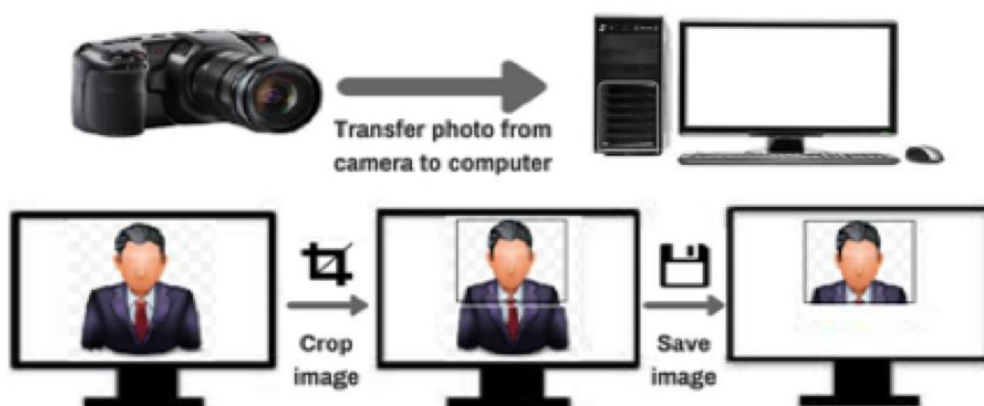 Transfer photo from
camera to computer
Crop
image
Save
image